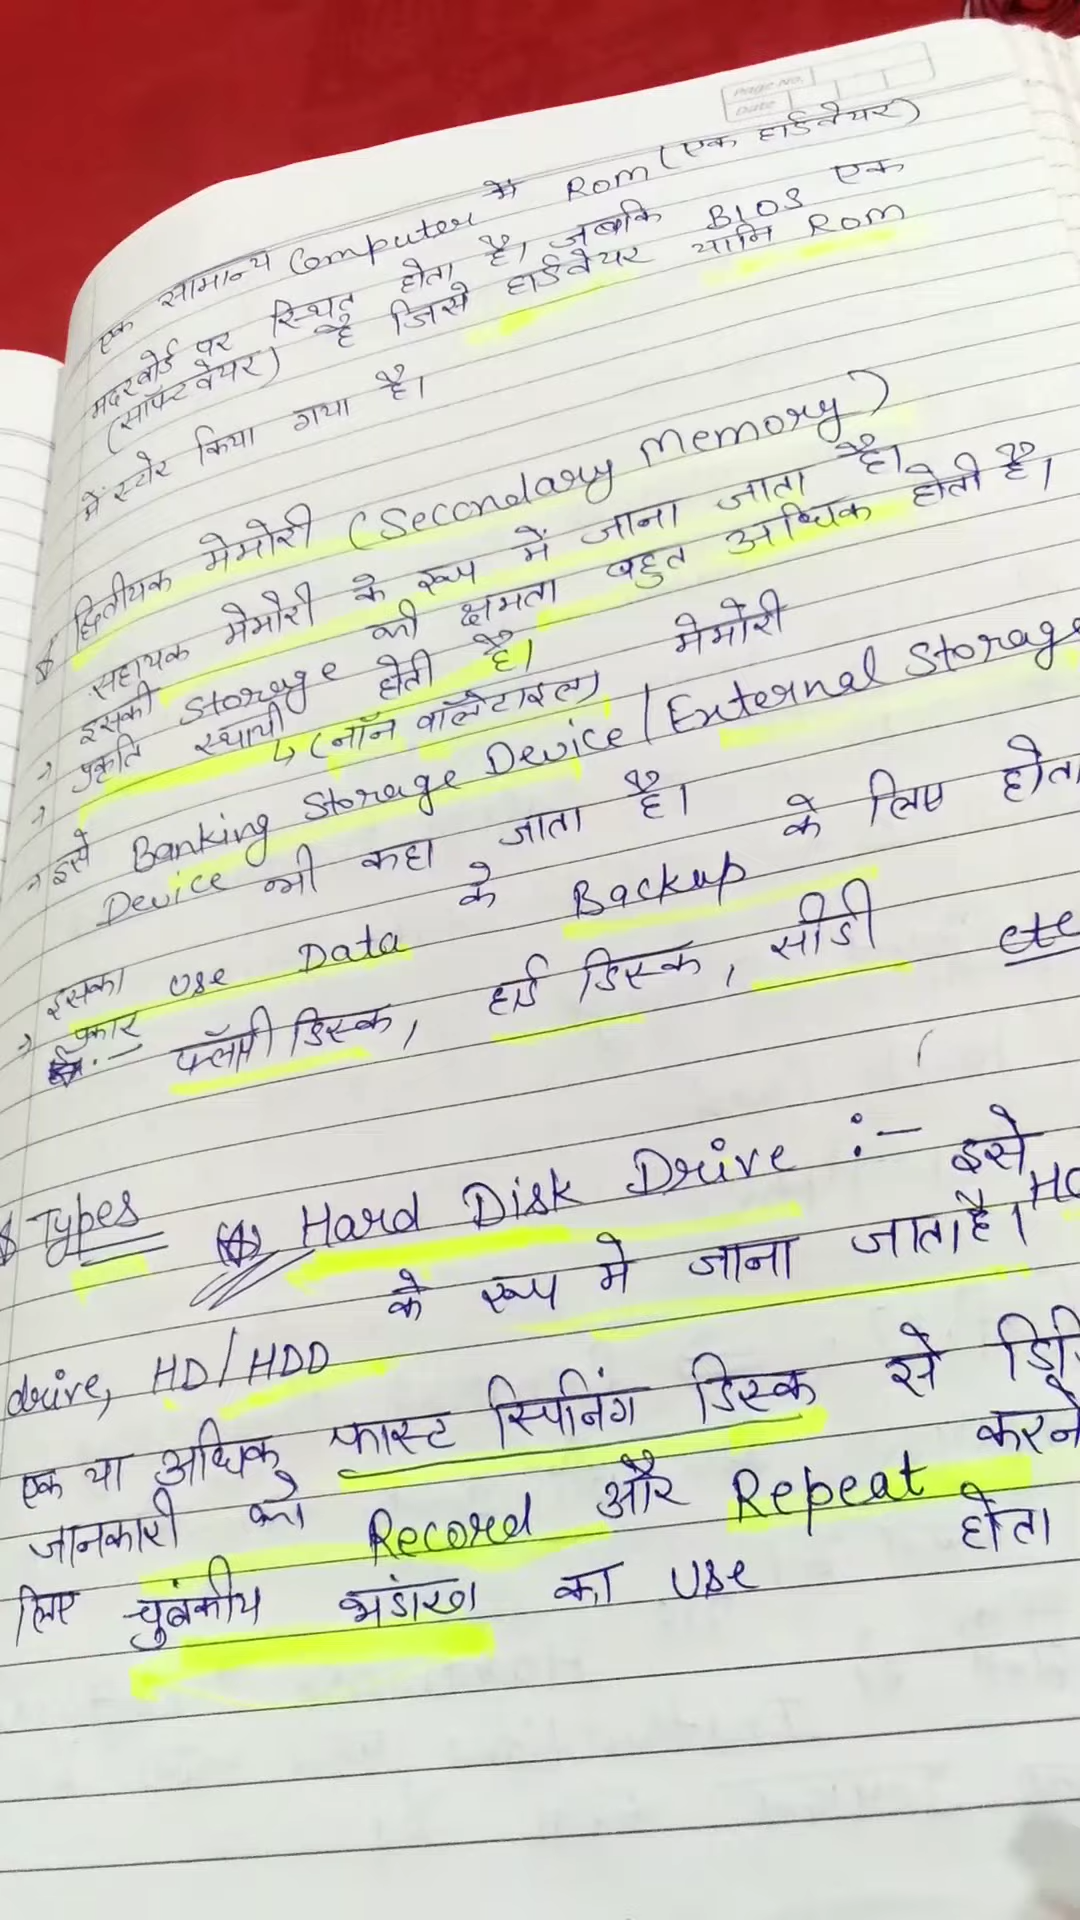 Page No.
Date
एक सामान्य Computer में Rom (एक हार्डवेयर)
मदरबोर्ड पर स्थित होता है। जबकि BIOS एक
(सॉफ्टवेयर) है जिसे हार्डवेयर यानि Rom
में स्टोर किया गया है।
द्वितीयक मेमोरी (Secondary Memory)
सहायक मेमोरी के रूप में जाना जाता है।
→ इसकी Storage की क्षमता बहुत अधिक होती है।
→ प्रकृति स्थायी होती है।
↳ (नॉन वॉलेटाइल) मेमोरी
→ इसे Banking Storage Device / External Storage
Device भी कहा जाता है।
इसका use Data के Backup के लिए होता
→ प्रकार :- फ्लॉपी डिस्क, हार्ड डिस्क, सीडी etc
Types (A) Hard Disk Drive :- इसे
drive, HD/HDD के रूप में जाना जाता है।
एक या अधिक फास्ट स्पिनिंग डिस्क से
जानकारी को Record और Repeat करने
लिए चुबंकीय भंडारण का use होता